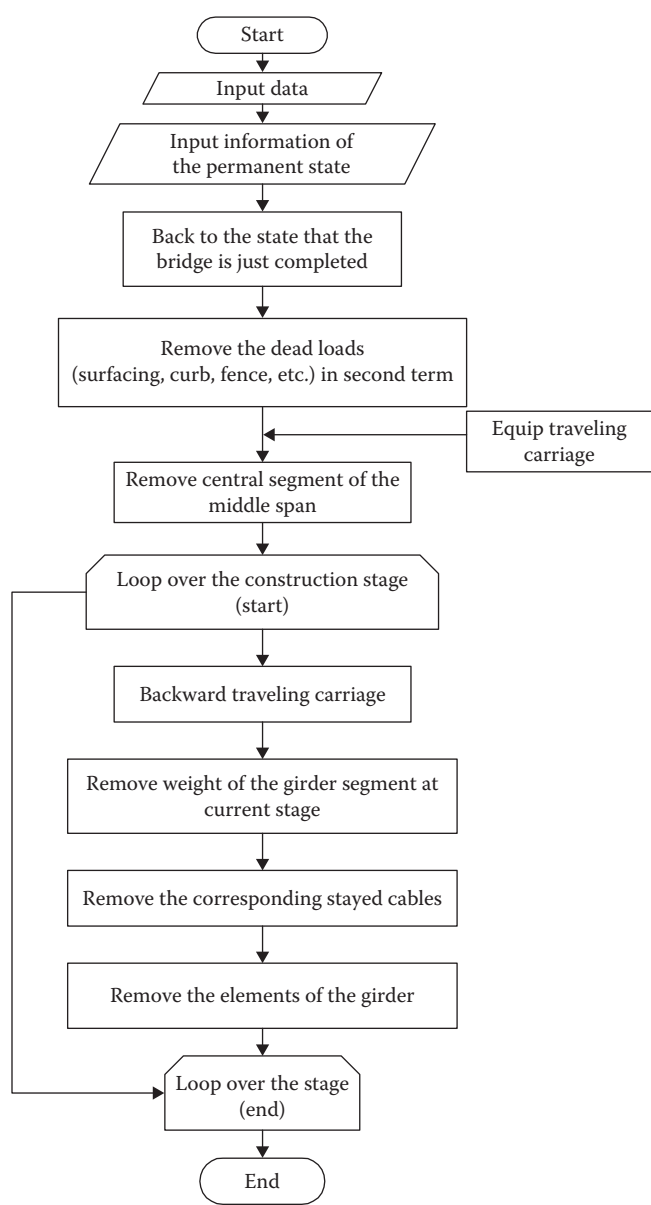 Start
Input data
Input information of
the permanent state
Back to the state that the
bridge is just completed
Remove the dead loads
(surfacing, curb, fence, etc.) in second term
Equip traveling
carriage
Remove central segment of the
middle span
Loop over the construction stage
(start)
Backward traveling carriage
Remove weight of the girder segment at
current stage
Remove the corresponding stayed cables
Remove the elements of the girder
Loop over the stage
(end)
End